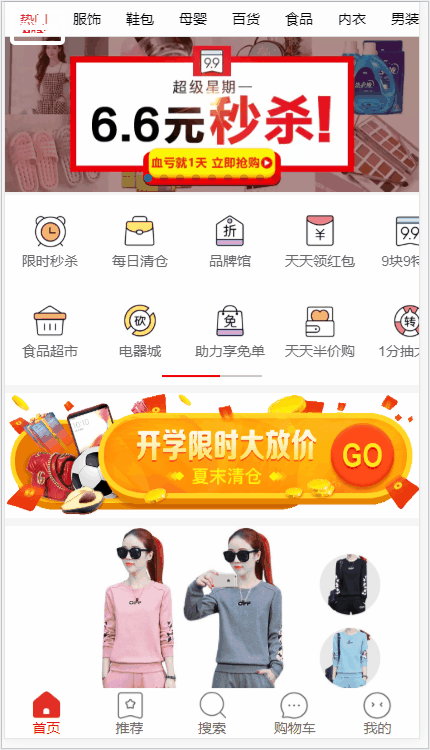 热门 服饰 鞋包 母婴 百货 食品 内衣 男装
9.9
超级星期一
6.6元秒杀!
血亏就1天 立即抢购
折
¥
9.9
限时秒杀 每日清仓 品牌馆 天天领红包 9块9特
砍 免 转
食品超市 电器城 助力享免单 天天半价购 1分抽大
开学限时大放价
GO
夏末清仓
首页 推荐 搜索 购物车 我的